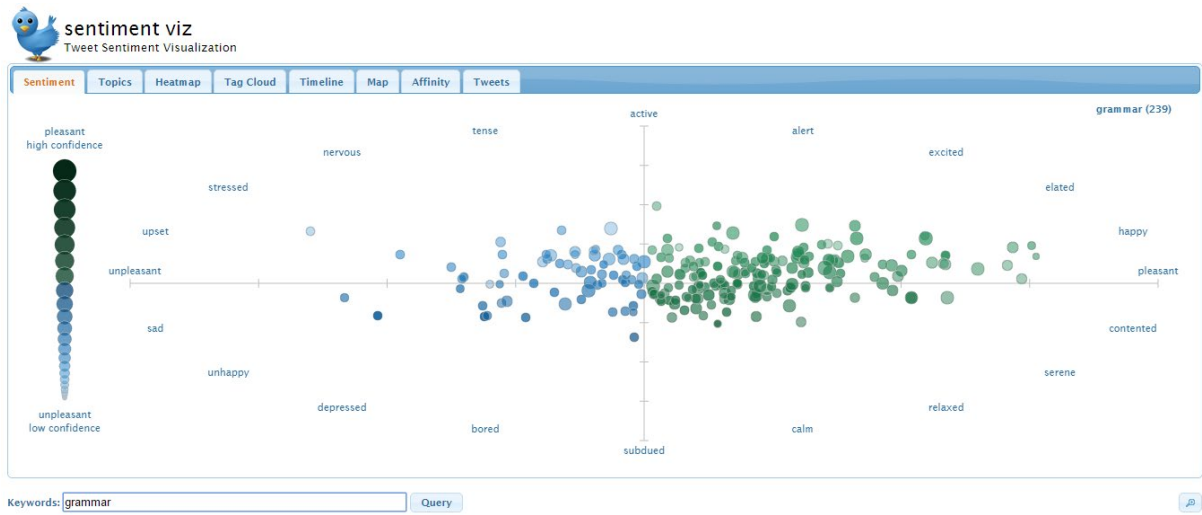 sentiment viz
Tweet Sentiment Visualization
Sentiment Topics Heatmap Tag Cloud Timeline Map Affinity Tweets
grammar (239)
active
tense alert
pleasant
high confidence
nervous excited
stressed elated
upset happy
unpleasant pleasant
sad contented
unhappy serene
depressed relaxed
unpleasant
low confidence
bored calm
subdued
Keywords: grammar Query